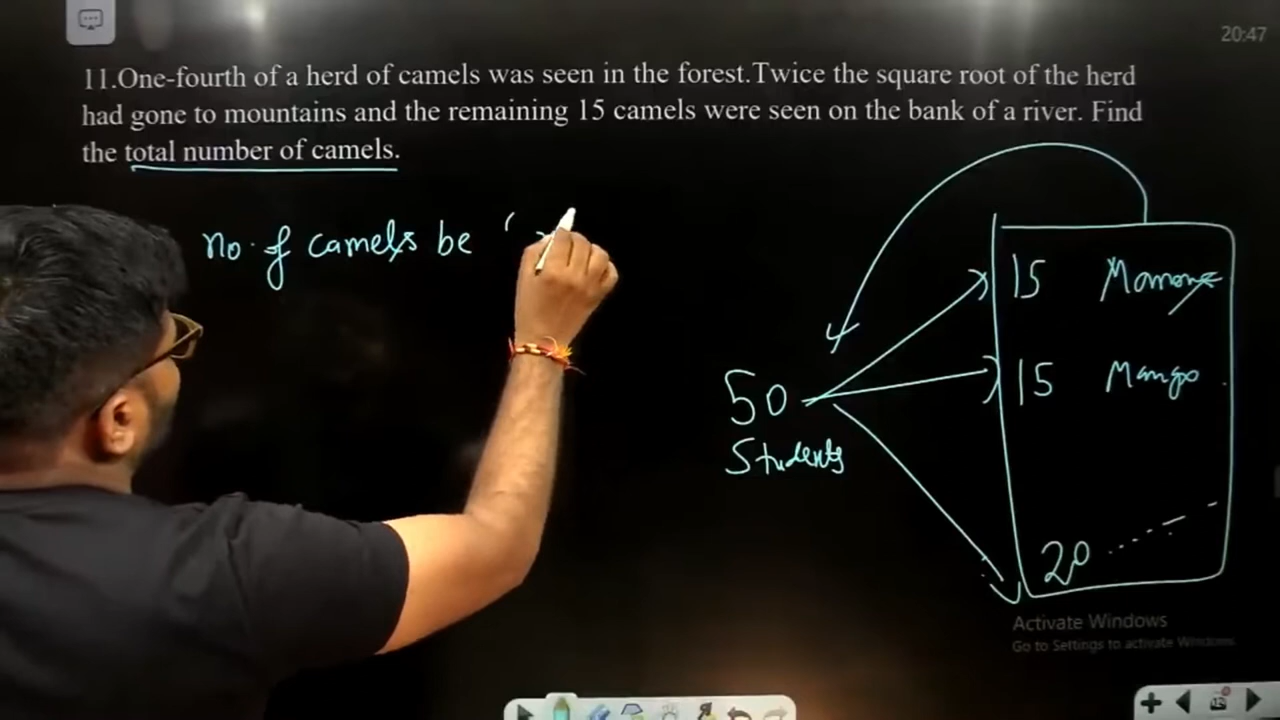 20:47
11.One-fourth of a herd of camels was seen in the forest.Twice the square root of the herd
had gone to mountains and the remaining 15 camels were seen on the bank of a river. Find
the total number of camels.
no. of camels be '
15
15 Mango
50
Students
20
Activate Windows
Go to Settings to activate Windows.